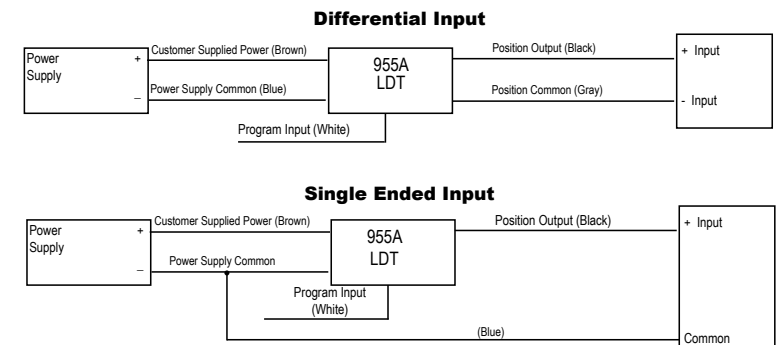 Differential Input
Power Supply
+
–
Customer Supplied Power (Brown)
Power Supply Common (Blue)
955A
LDT
Program Input (White)
Position Output (Black)
Position Common (Gray)
+ Input
- Input
Single Ended Input
Power
Supply
+
–
Customer Supplied Power (Brown)
Power Supply Common
955A
LDT
Program Input
(White)
Position Output (Black)
(Blue)
+ Input
Common